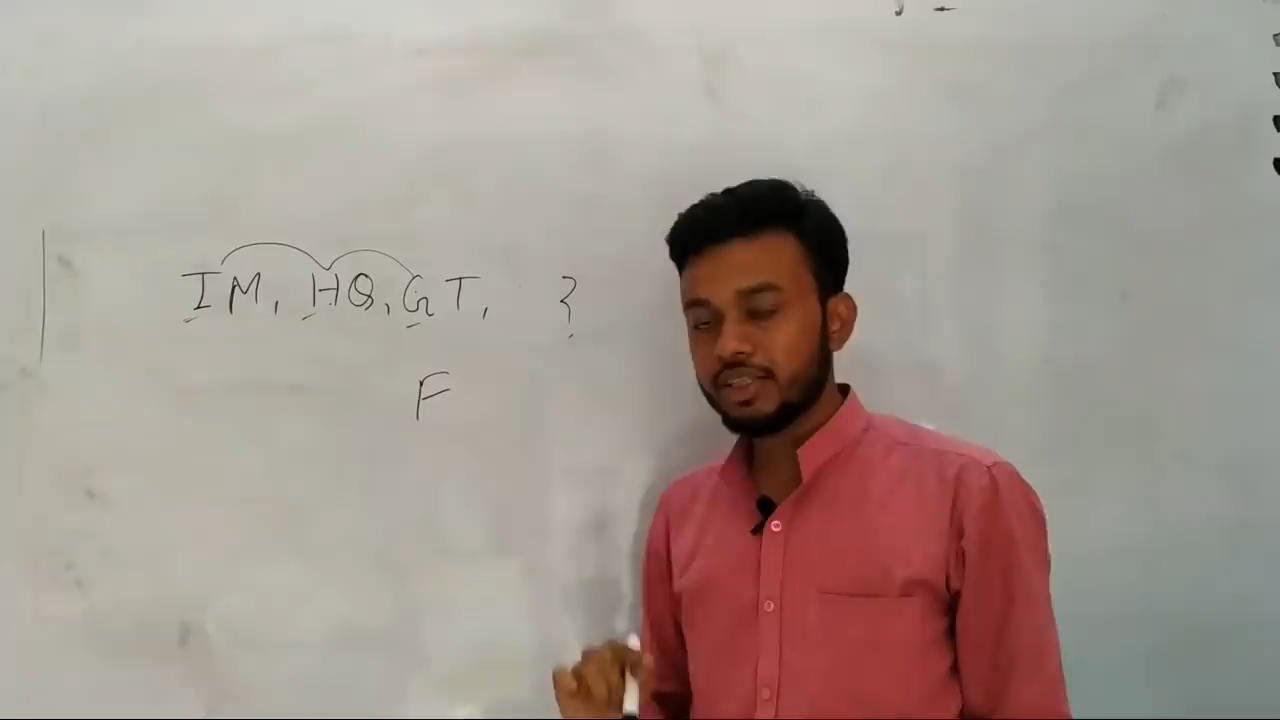 IM, HQ, GT, ?
F